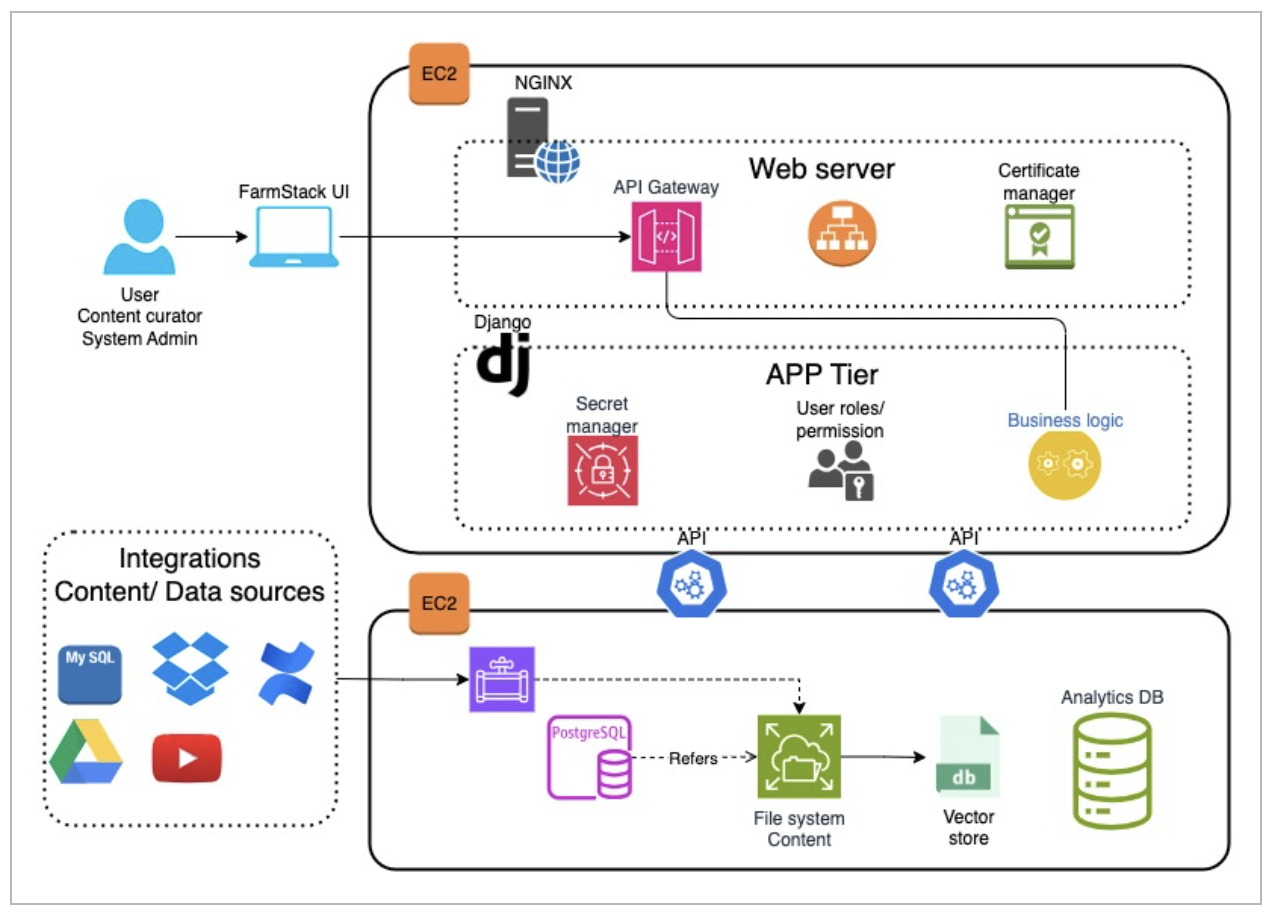 EC2
NGINX
Web server
API Gateway
Certificate
manager
</>
FarmStack UI
User
Content curator
System Admin
Django
dj
APP Tier
Secret
manager
User roles/
permission
Business logic
API
API
Integrations
Content/ Data sources
My SQL
EC2
PostgreSQL
Refers
File system
Content
db
Vector
store
Analytics DB